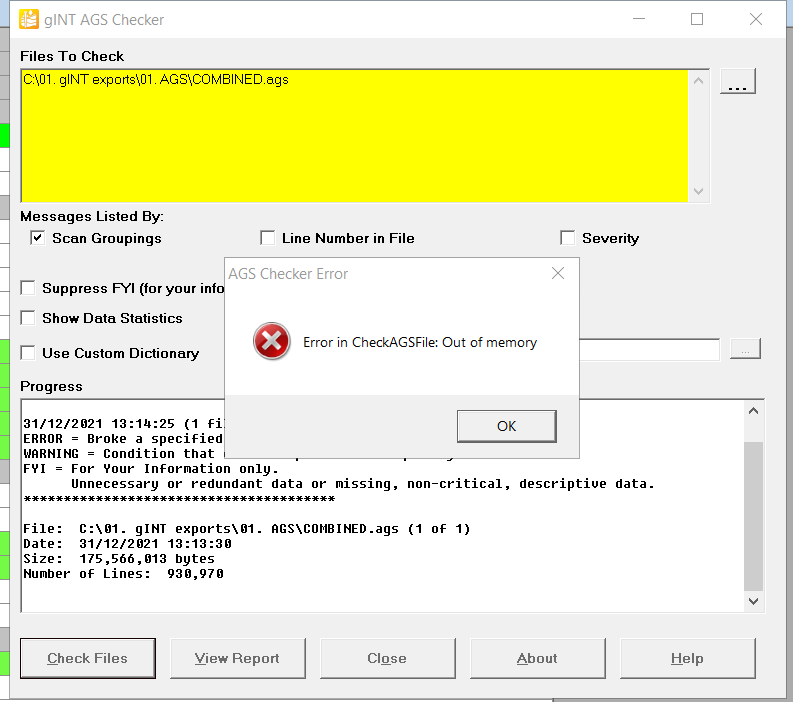 gINT AGS Checker
Files To Check
C:\01. gINT exports\01. AGS\COMBINED.ags
...
Messages Listed By:
Scan Groupings
Line Number in File
Severity
Suppress FYI (for your info
Show Data Statistics
Use Custom Dictionary
...
AGS Checker Error
Error in CheckAGSFile: Out of memory
OK
Progress
31/12/2021 13:14:25 (1 fi
ERROR = Broke a specified
WARNING = Condition that
FYI = For Your Information only.
Unnecessary or redundant data or missing, non-critical, descriptive data.
***************************************
File: C:\01. gINT exports\01. AGS\COMBINED.ags (1 of 1)
Date: 31/12/2021 13:13:30
Size: 175,566,013 bytes
Number of Lines: 930,970
Check Files
View Report
Close
About
Help